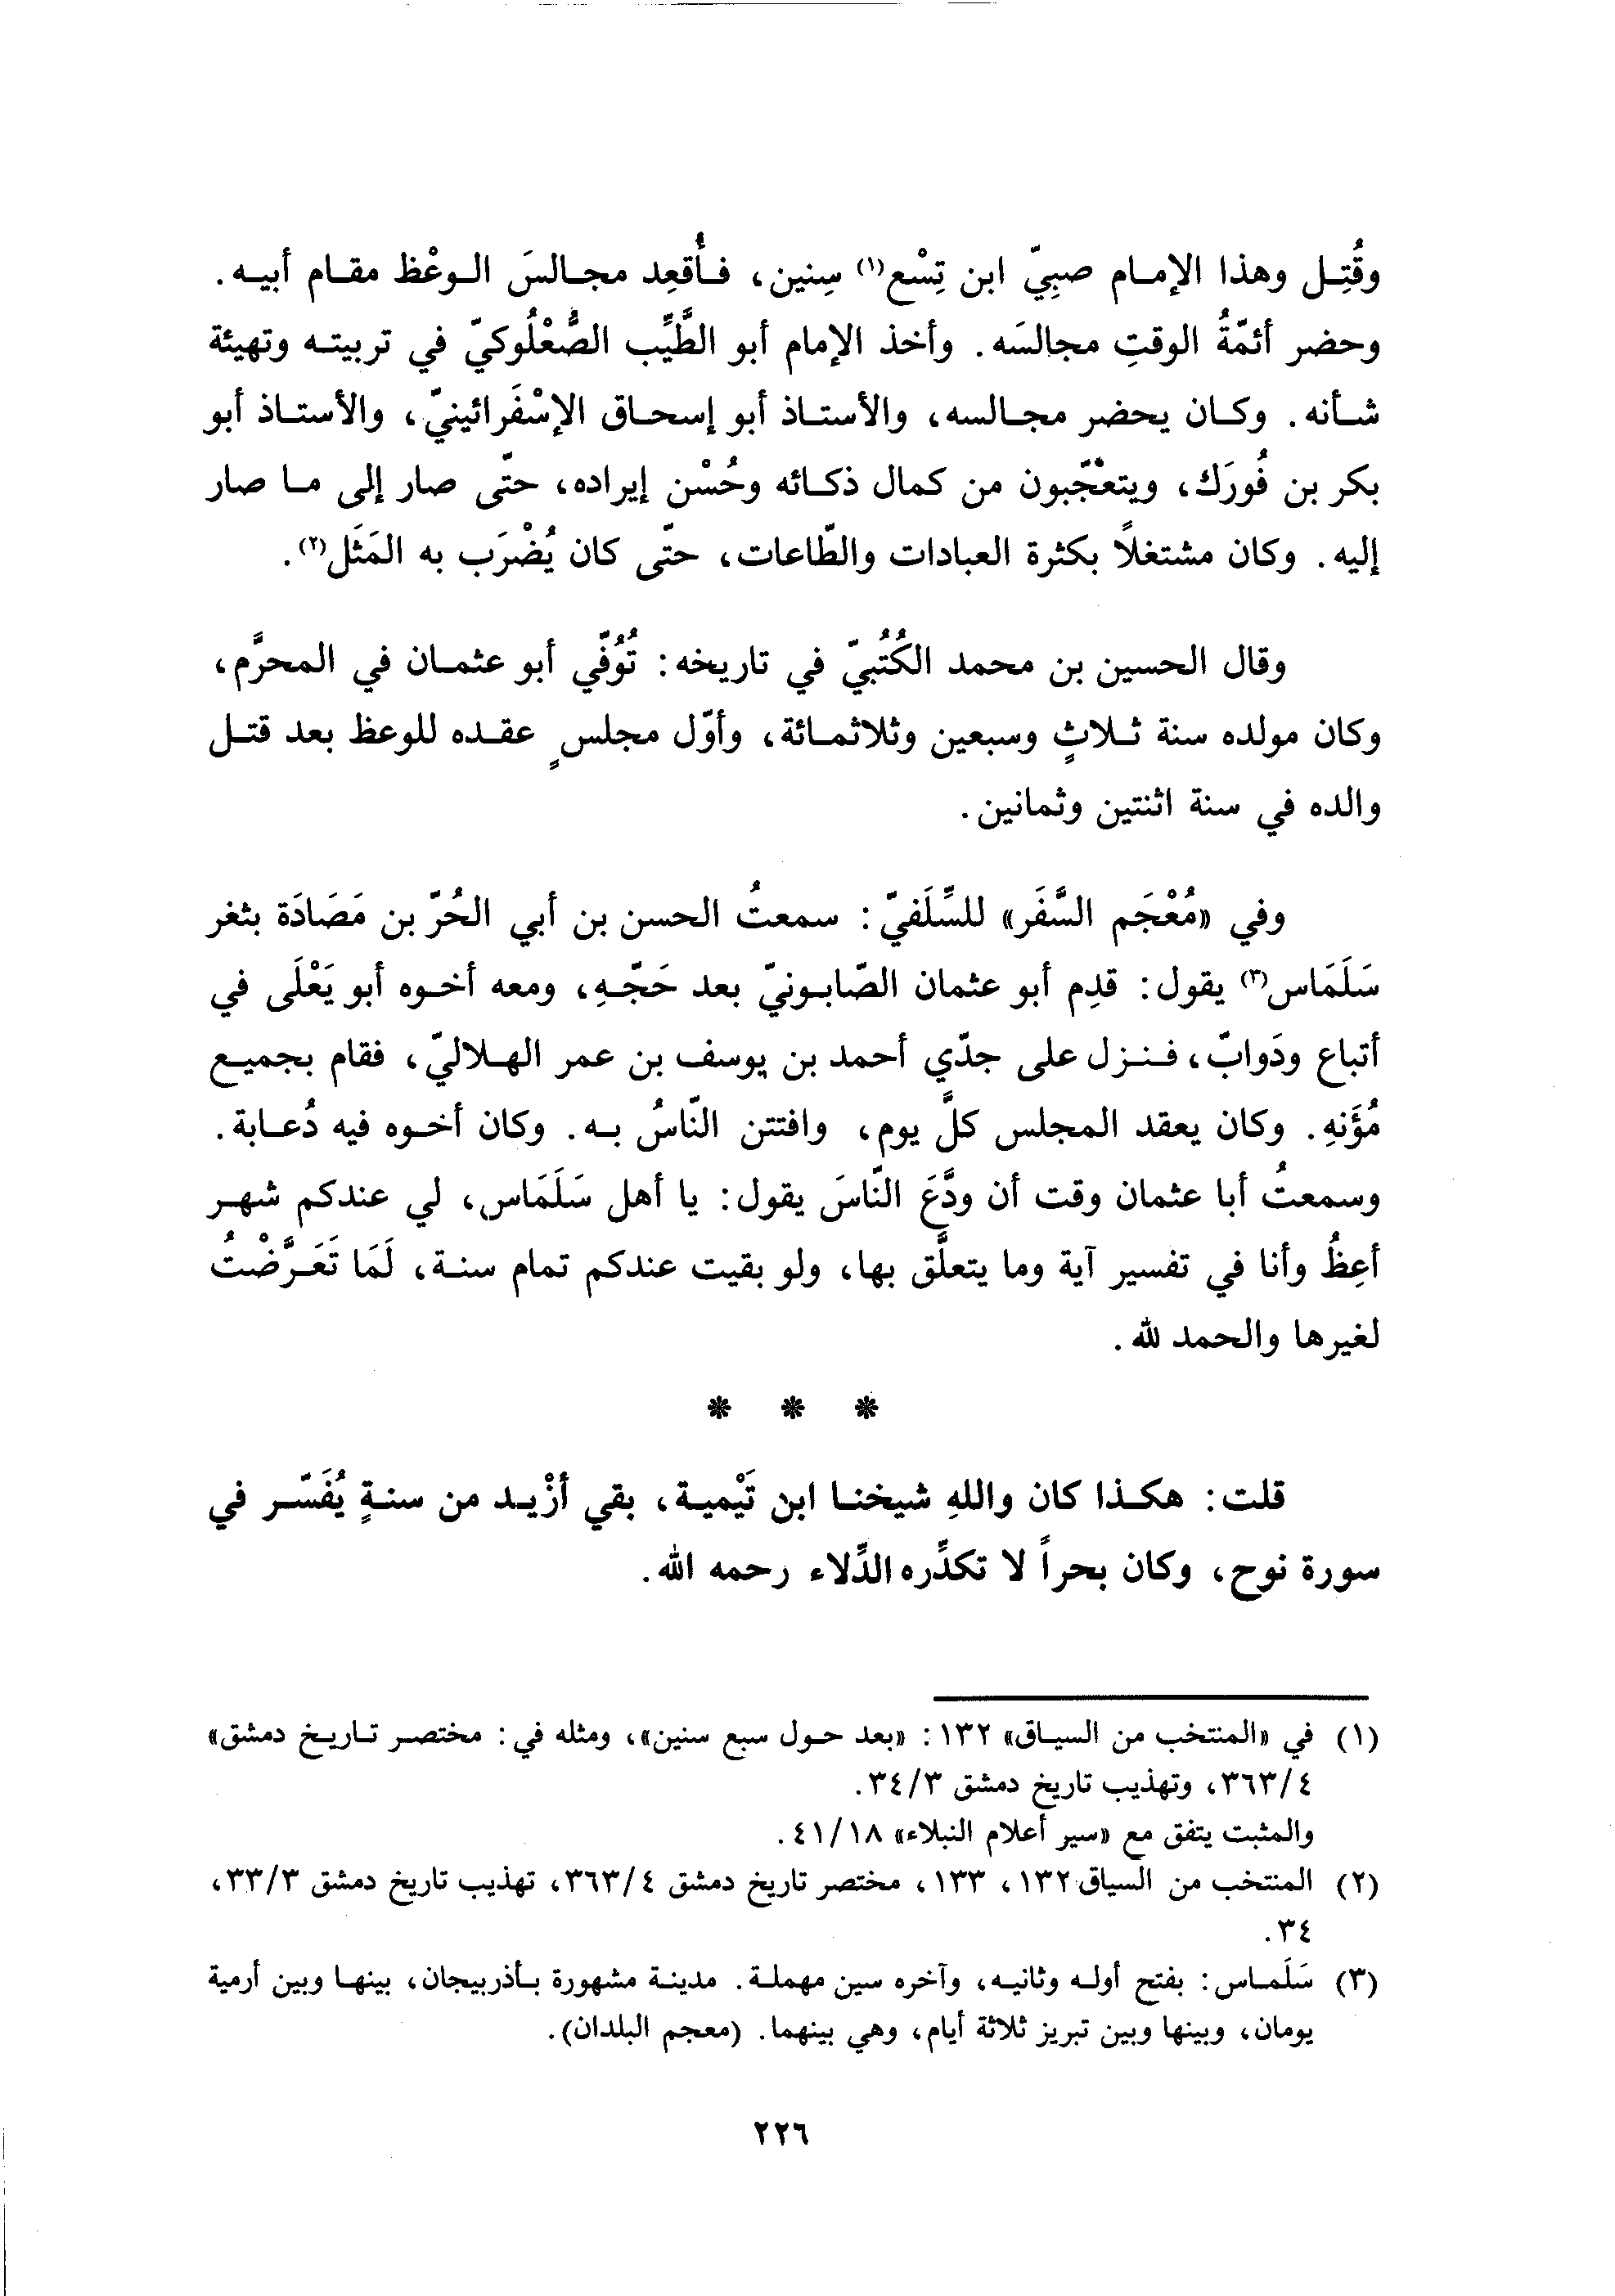 وقُتِل وهذا الإمام صبِيّ ابن تِسْع(١) سِنين، فأُقعِد مجالسَ الوعْظ مقام أبيه.
وحضر أئمّةُ الوقتِ مجالسَه. وأخذ الإمام أبو الطَّيِّب الصُّعْلُوكيّ في تربيته وتهيئة
شأنه. وكان يحضر مجالسه، والأستاذ أبو إسحاق الإسْفَرائينيّ، والأستاذ أبو
بكر بن فُورَك، ويتعّجّبون من كمال ذكائه وحُسْن إيراده، حتّى صار إلى ما صار
إليه. وكان مشتغلاً بكثرة العبادات والطّاعات، حتّى كان يُضْرَب به المَثَل(٢).
وقال الحسين بن محمد الكُتُبيّ في تاريخه: تُوُفّي أبو عثمان في المحرَّم،
وكان مولده سنة ثلاثٍ وسبعين وثلاثمائة، وأوّل مجلسٍ عقده للوعظ بعد قتل
والده في سنة اثنتين وثمانين.
وفي «مُعْجَم السَّفَر» للسِّلَفيّ: سمعتُ الحسن بن أبي الحُرّ بن مَصَادَة بثغر
سَلَمَاس(٣) يقول: قدِم أبو عثمان الصّابونيّ بعد حَجّهِ، ومعه أخوه أبو يَعْلَى في
أتباع ودَوابّ، فنزل على جدّي أحمد بن يوسف بن عمر الهلاليّ، فقام بجميع
مُؤَنهِ. وكان يعقد المجلس كلَّ يوم، وافتتن النّاسُ به. وكان أخوه فيه دُعابة.
وسمعتُ أبا عثمان وقت أن ودَّعَ النّاسَ يقول: يا أهل سَلَمَاس، لي عندكم شهر
أعِظُ وأنا في تفسير آية وما يتعلَّق بها، ولو بقيت عندكم تمام سنة، لَمَا تَعَرَّضْتُ
لغيرها والحمد لله.
* * *
قلت: هكذا كان واللهِ شيخنا ابن تَيْمية، بقي أزْيد من سنةٍ يُفَسّر في
سورة نوح، وكان بحراً لا تكدِّره الدِّلاء رحمه الله.
(١) في «المنتخب من السياق» ١٣٢: «بعد حول سبع سنين»، ومثله في: مختصر تاريخ دمشق»
٣٦٣/٤، وتهذيب تاريخ دمشق ٣٤/٣.
والمثبت يتفق مع «سير أعلام النبلاء» ٤١/١٨.
(٢) المنتخب من السياق ١٣٢، ١٣٣، مختصر تاريخ دمشق ٣٦٣/٤، تهذيب تاريخ دمشق ٣٣/٣،
٣٤.
(٣) سَلَماس: بفتح أوله وثانيه، وآخره سين مهملة. مدينة مشهورة بأذربيجان، بينها وبين أرمية
يومان، وبينها وبين تبريز ثلاثة أيام، وهي بينهما. (معجم البلدان).
٢٢٦